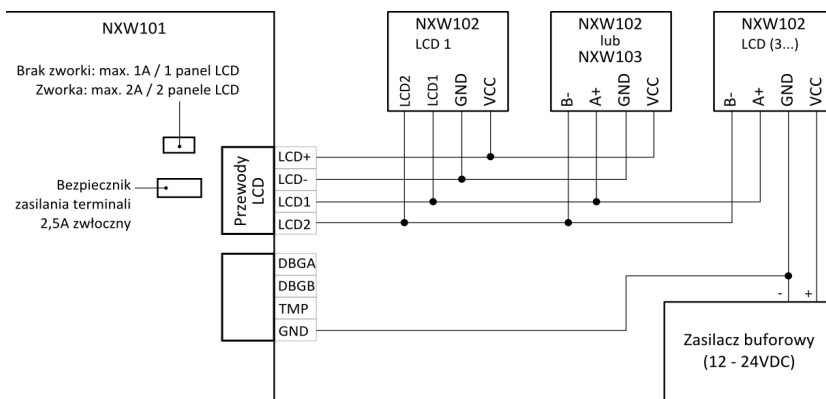 NXW101
Brak zworki: max. 1A / 1 panel LCD
Zworka: max. 2A / 2 panele LCD
Bezpiecznik
zasilania terminali
2,5A zwłoczny
Przewody
LCD
LCD+
LCD-
LCD1
LCD2
DBGA
DBGB
TMP
GND
NXW102
LCD 1
LCD2
LCD1
GND
VCC
NXW102
lub
NXW103
B-
A+
GND
VCC
NXW102
LCD (3...)
B-
A+
GND
VCC
- +
Zasilacz buforowy
(12 - 24VDC)